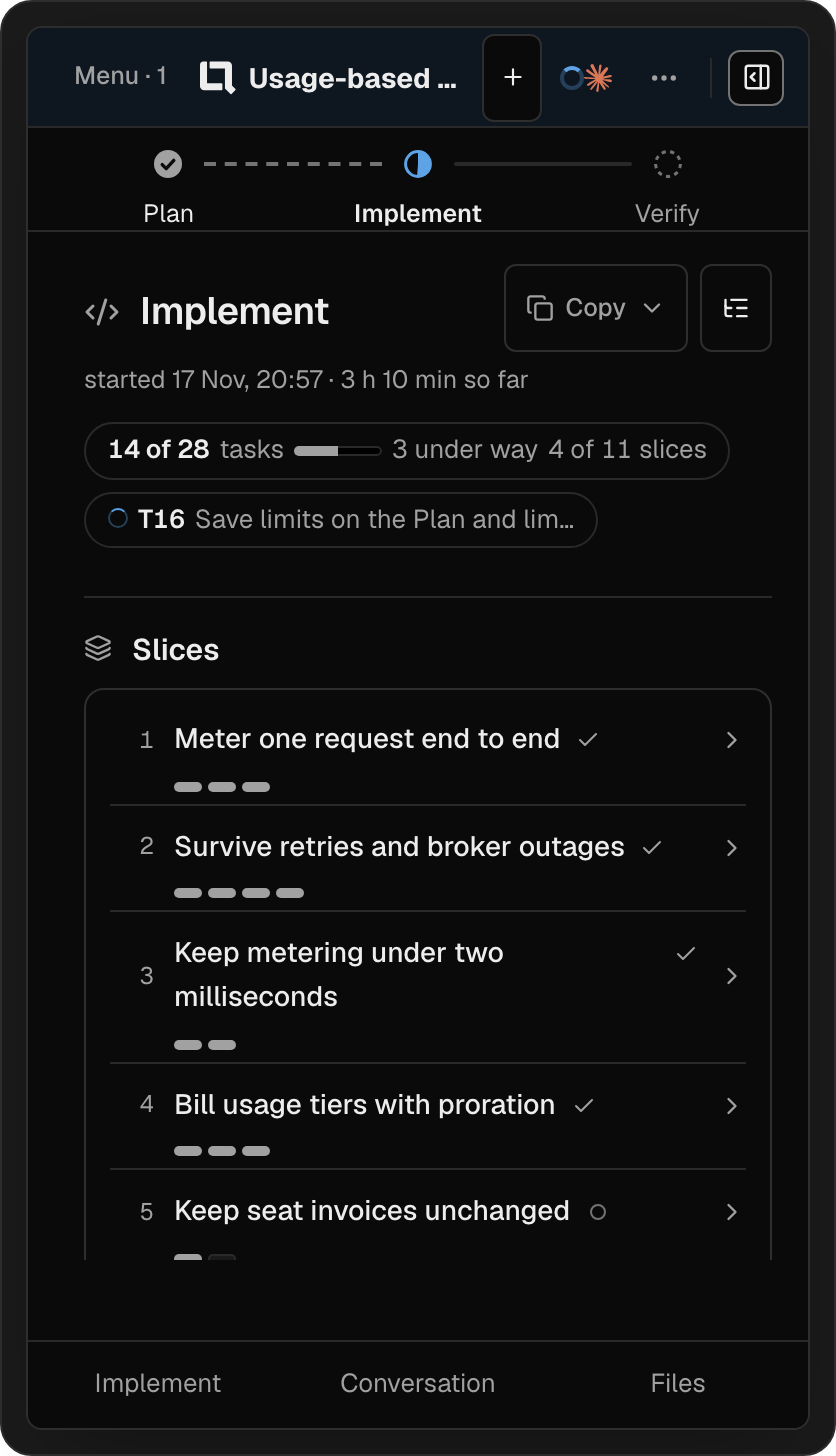 Menu · 1 Usage-based ...
Plan Implement Verify
</> Implement Copy
started 17 Nov, 20:57 · 3 h 10 min so far
14 of 28 tasks 3 under way 4 of 11 slices
T16 Save limits on the Plan and lim...
Slices
1 Meter one request end to end
2 Survive retries and broker outages
3 Keep metering under two
milliseconds
4 Bill usage tiers with proration
5 Keep seat invoices unchanged
Implement Conversation Files